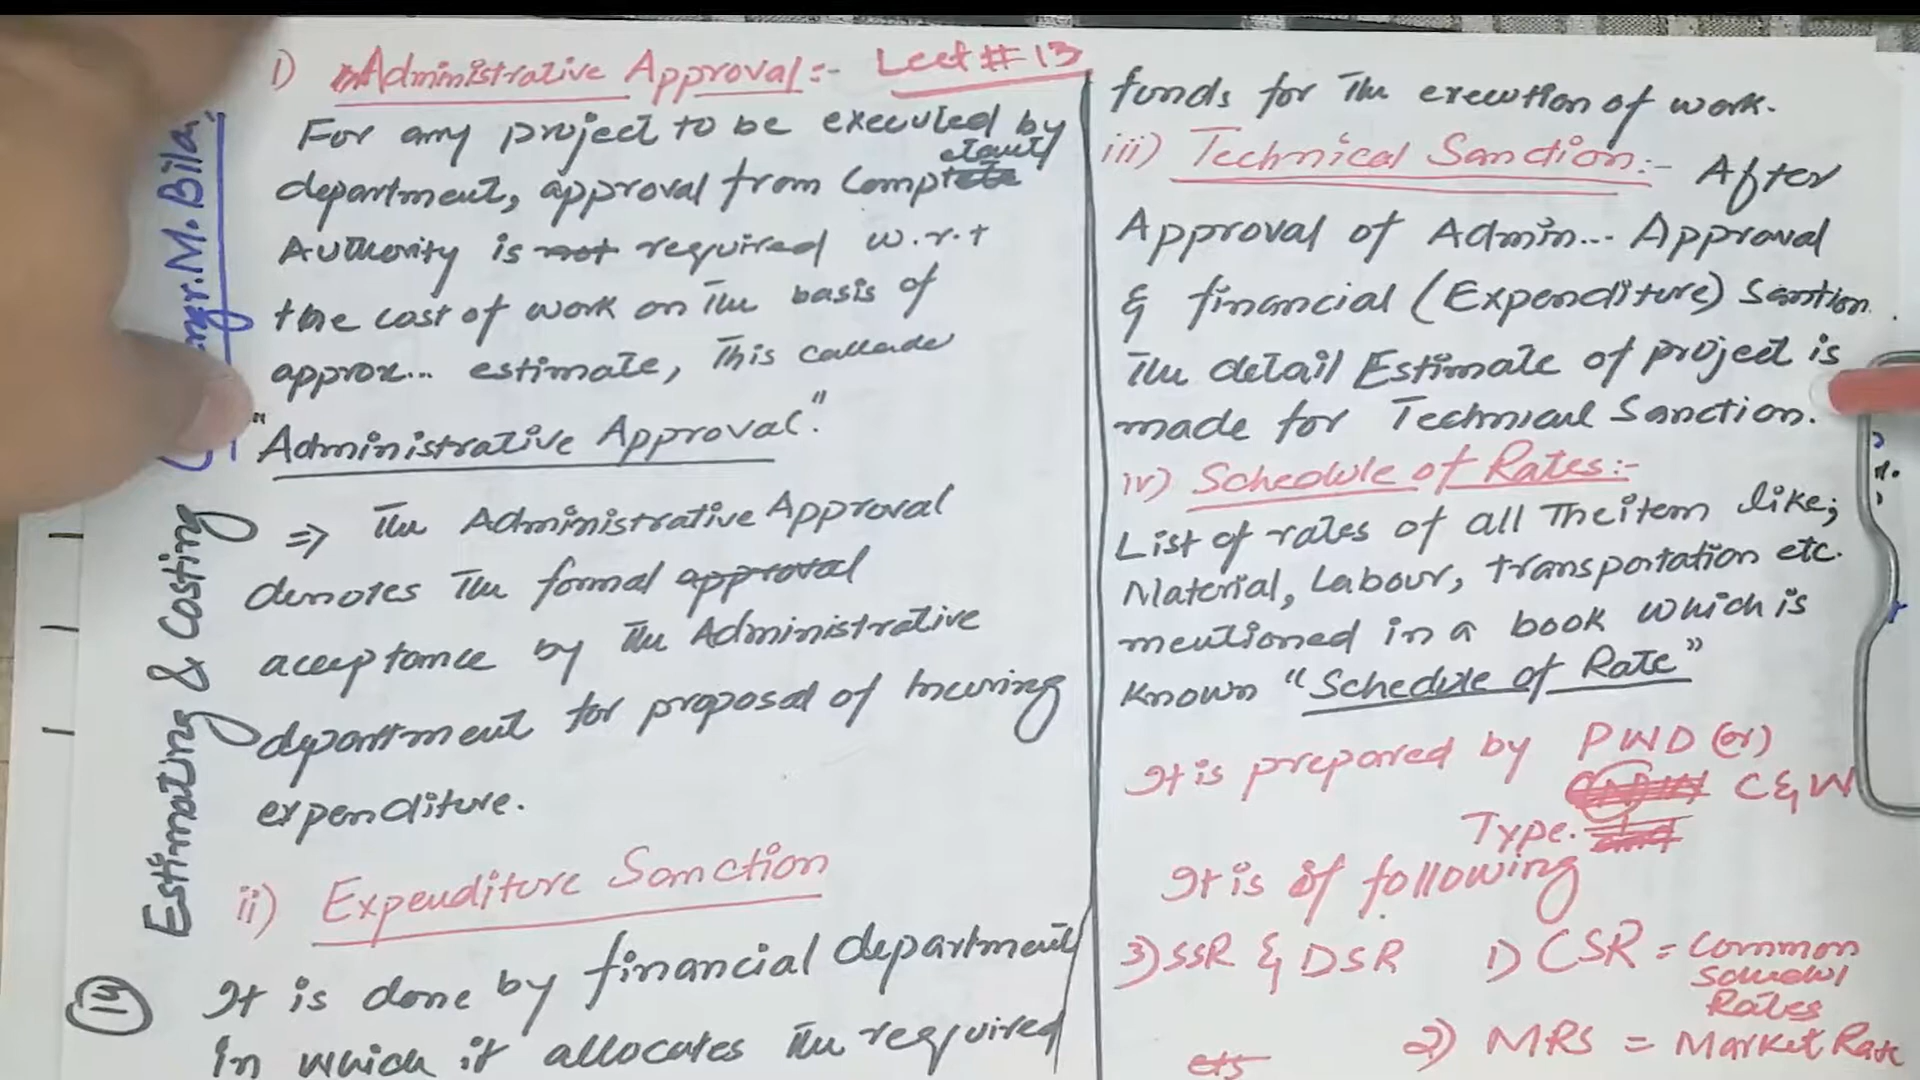 i) Administrative Approval:- Lect # 13
For any project to be executed by
department, approval from Competent
Authority is not required w.r.t
the cost of work on the basis of
approx... estimate, This called
"Administrative Approval".
⇒ The Administrative Approval
denotes the formal approval
acceptance by the Administrative
department for proposal of Incuring
expenditure.
ii) Expenditure Sanction
It is done by financial department
in which it allocates the required
funds for the execution of work.
iii) Technical Sanction:- After
Approval of Admin... Approval
& financial (Expenditure) Santion
The detail Estimate of project is
made for Technical Sanction.
iv) Schedule of Rates:-
List of rates of all The item like;
Material, Labour, transportation etc.
mentioned in a book which is
known "Schedule of Rate"
It is prepared by PWD (or)
C & W
Type.
It is of following
3) SSR & DSR 1) CSR = Common
Rates
2) MRS = Market Rate
ets
Estimating & Costing
Engr. M. Bila
14